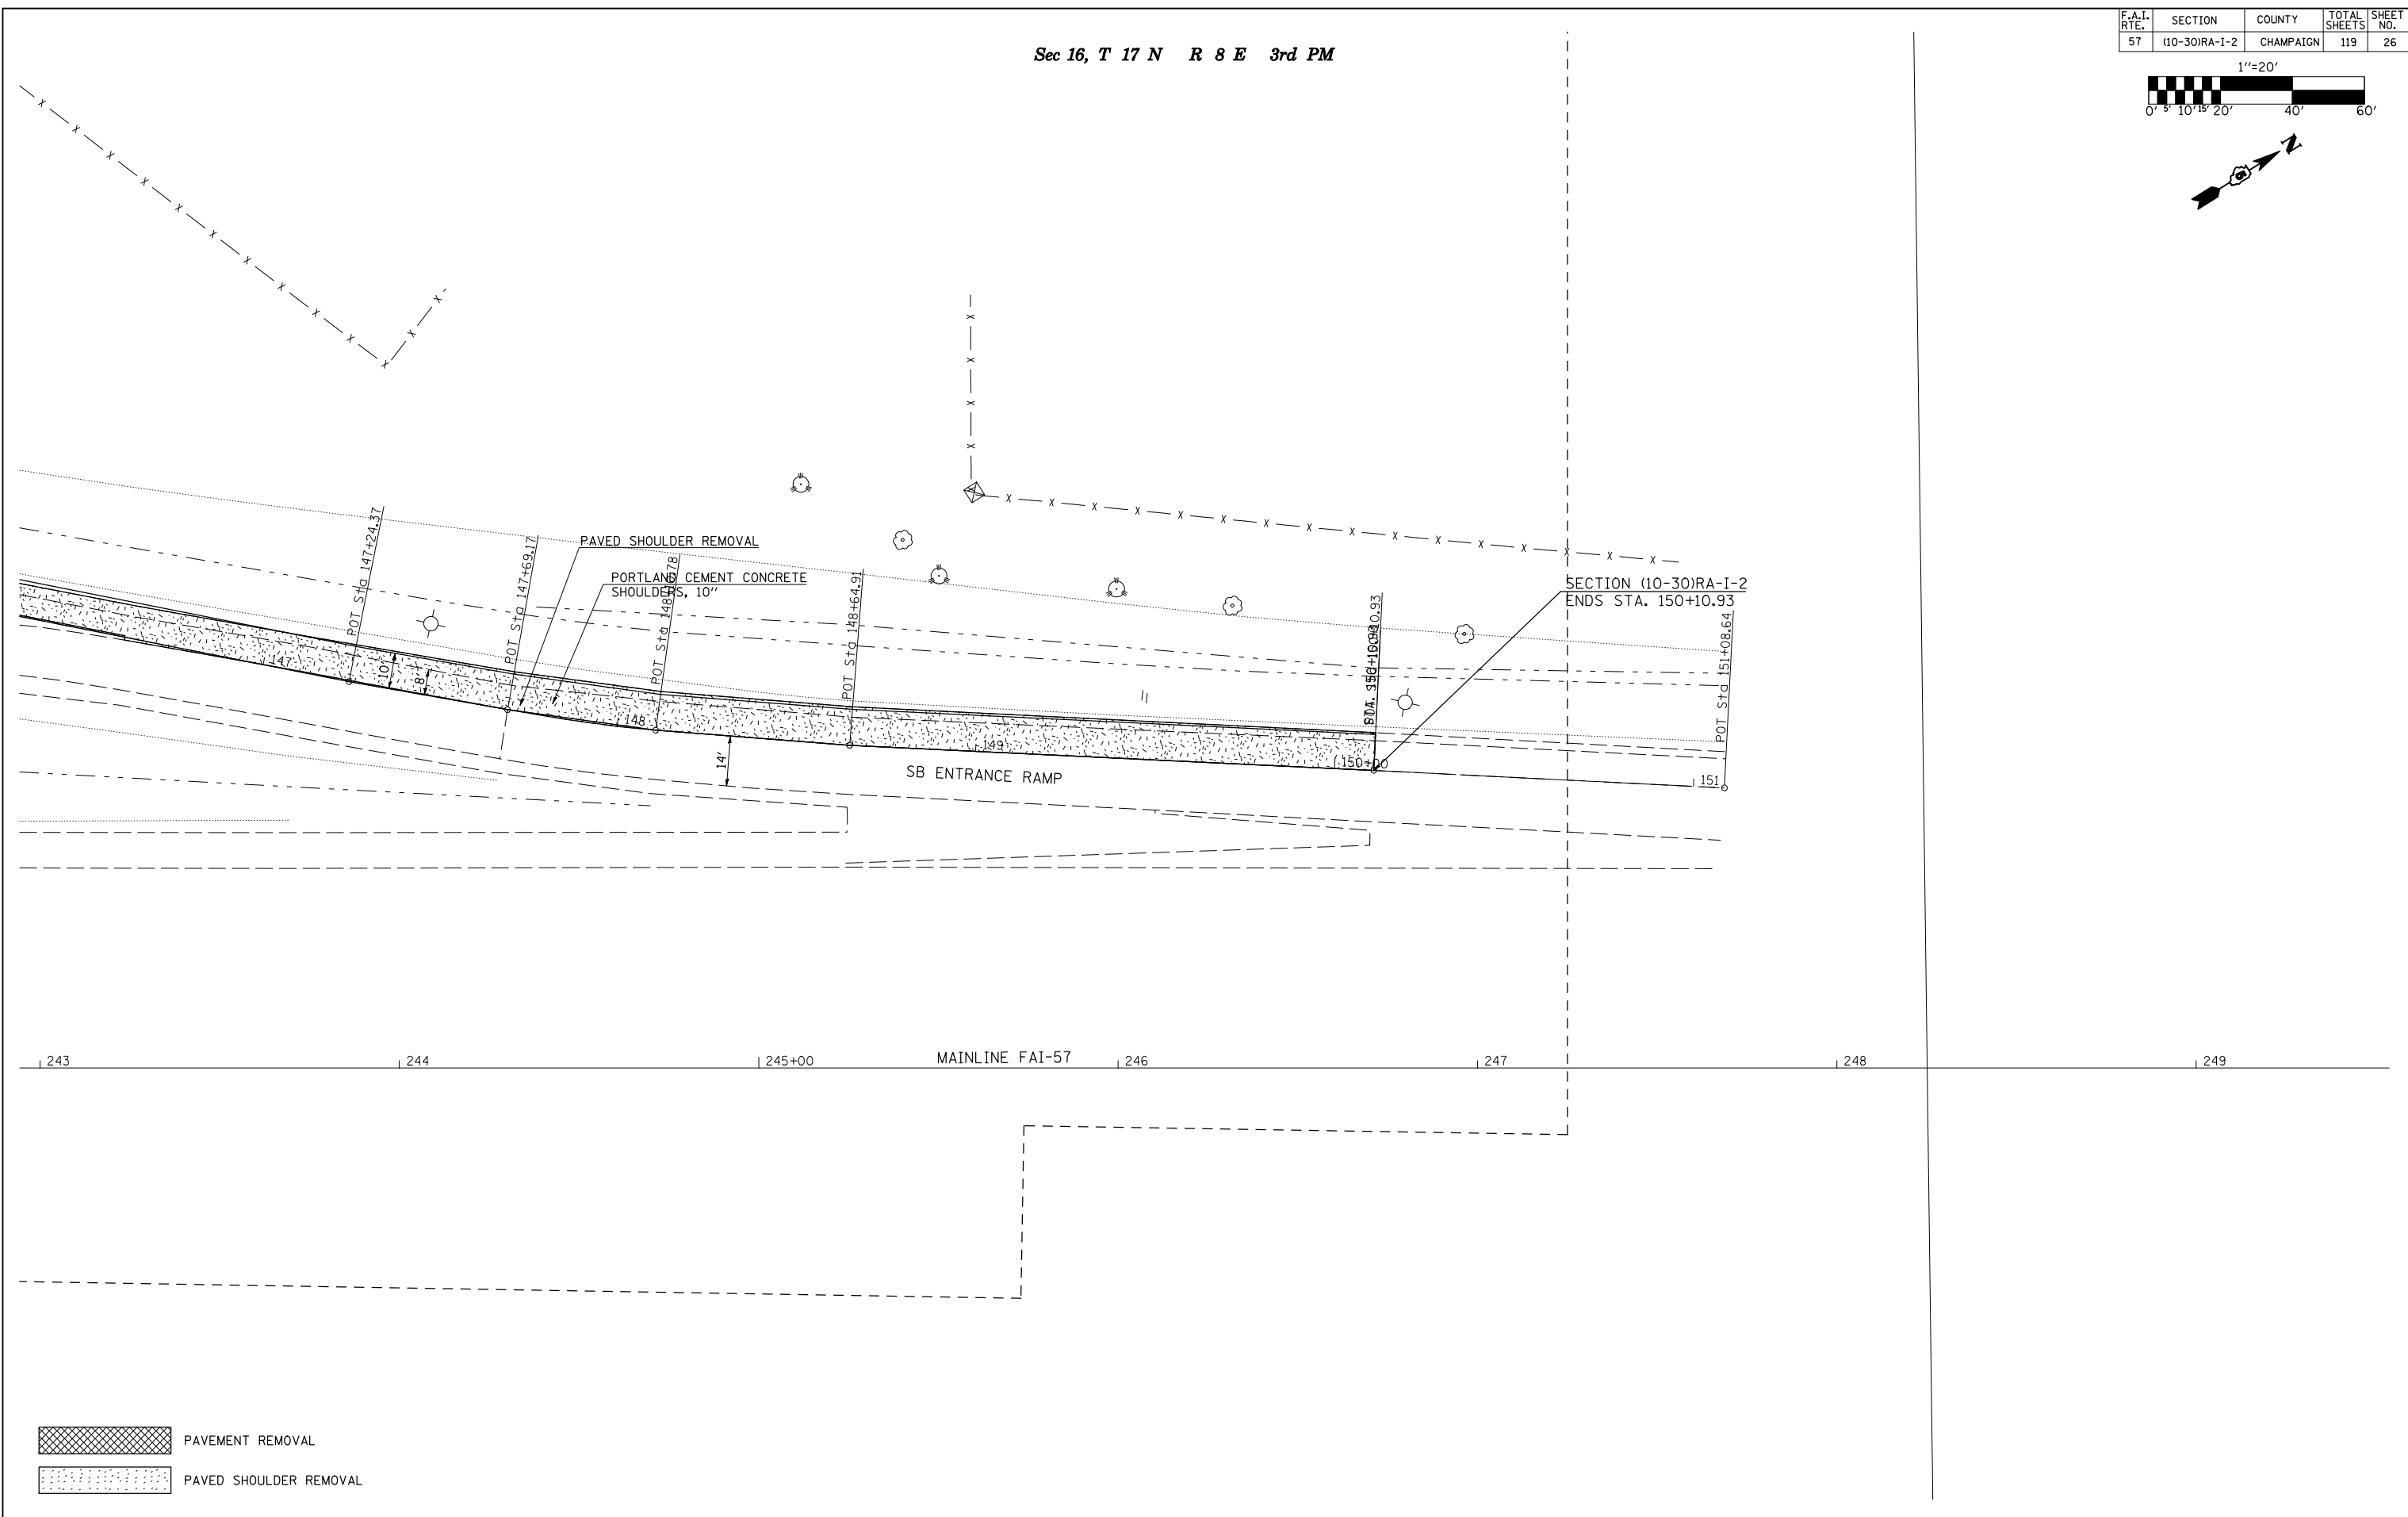 F.A.I. RTE. SECTION COUNTY TOTAL SHEETS SHEET NO.
57 (10-30)RA-I-2 CHAMPAIGN 119 26
Sec 16, T 17 N R 8 E 3rd PM
1''=20'
0' 5' 10' 15' 20' 40' 60'
N
POT Sta 147+24.37
POT Sta 147+69.17
PAVED SHOULDER REMOVAL
PORTLAND CEMENT CONCRETE
SHOULDERS, 10''
POT Sta 148+64.91
SECTION (10-30)RA-I-2
ENDS STA. 150+10.93
POT Sta 151+08.64
147
10'
8'
148
14'
149
150+00
151
SB ENTRANCE RAMP
MAINLINE FAI-57
243 244 245+00 246 247 248 249
PAVEMENT REMOVAL
PAVED SHOULDER REMOVAL